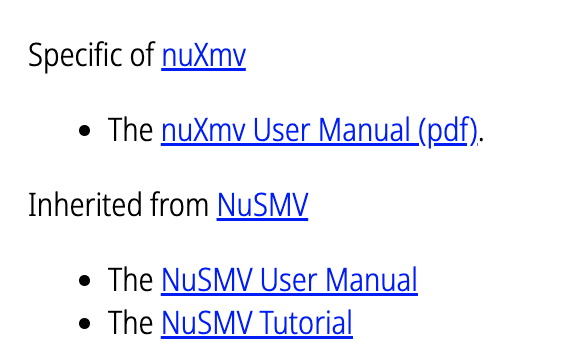 Specific of nuXmv
• The nuXmv User Manual (pdf).
Inherited from NuSMV
• The NuSMV User Manual
• The NuSMV Tutorial